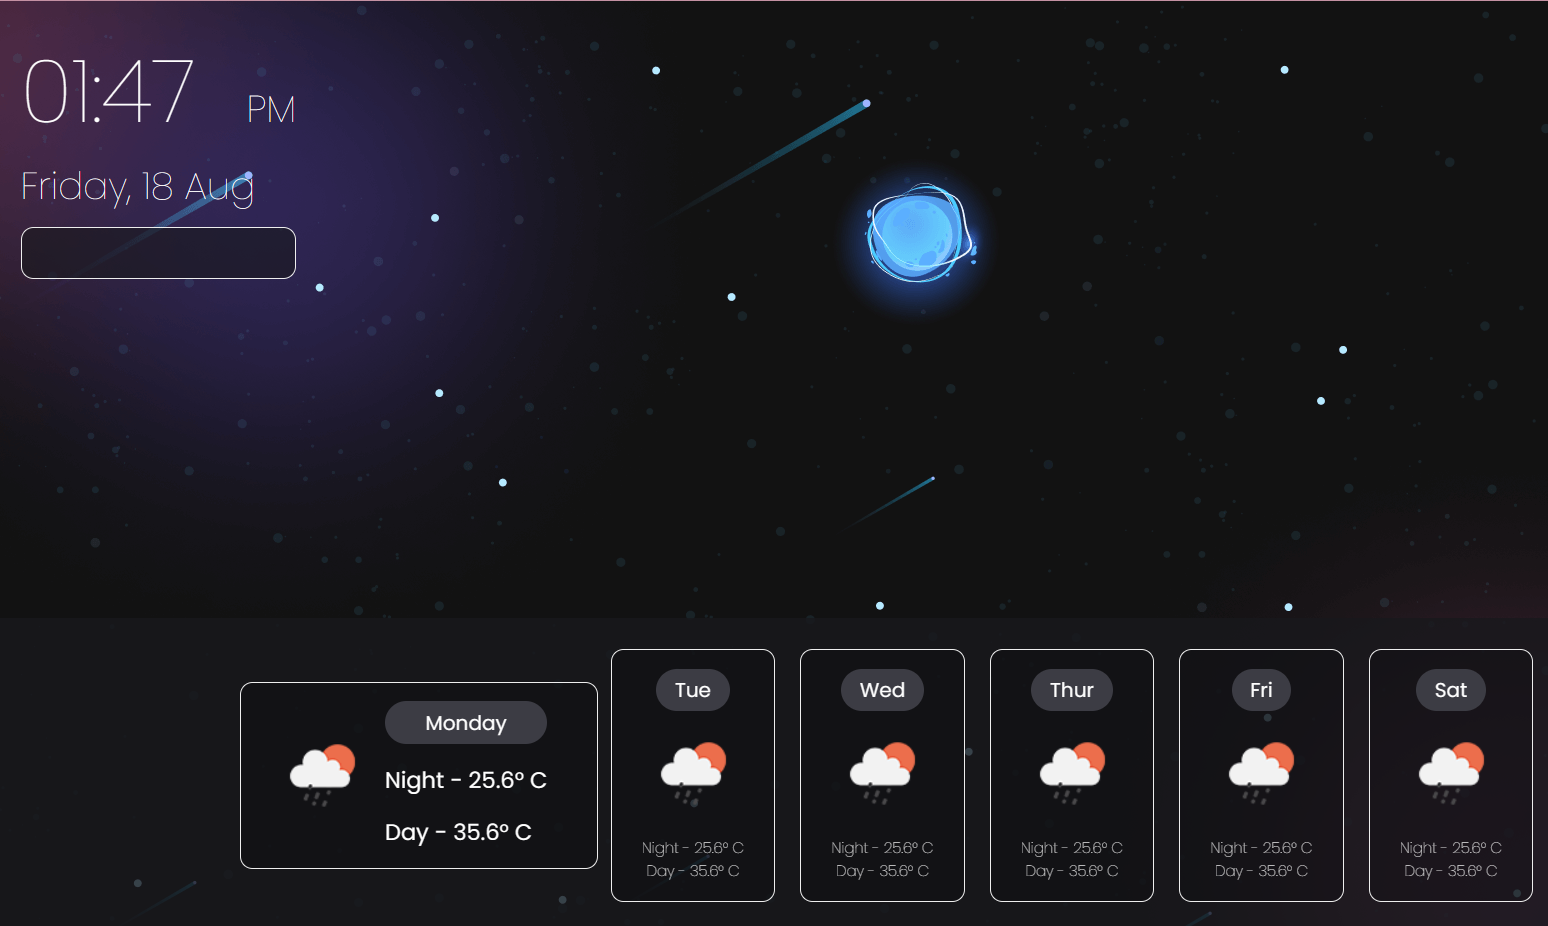 01:47 PM
Friday, 18 Aug
Monday
Night - 25.6° C
Day - 35.6° C
Tue
Night - 25.6° C
Day - 35.6° C
Wed
Night - 25.6° C
Day - 35.6° C
Thur
Night - 25.6° C
Day - 35.6° C
Fri
Night - 25.6° C
Day - 35.6° C
Sat
Night - 25.6° C
Day - 35.6° C